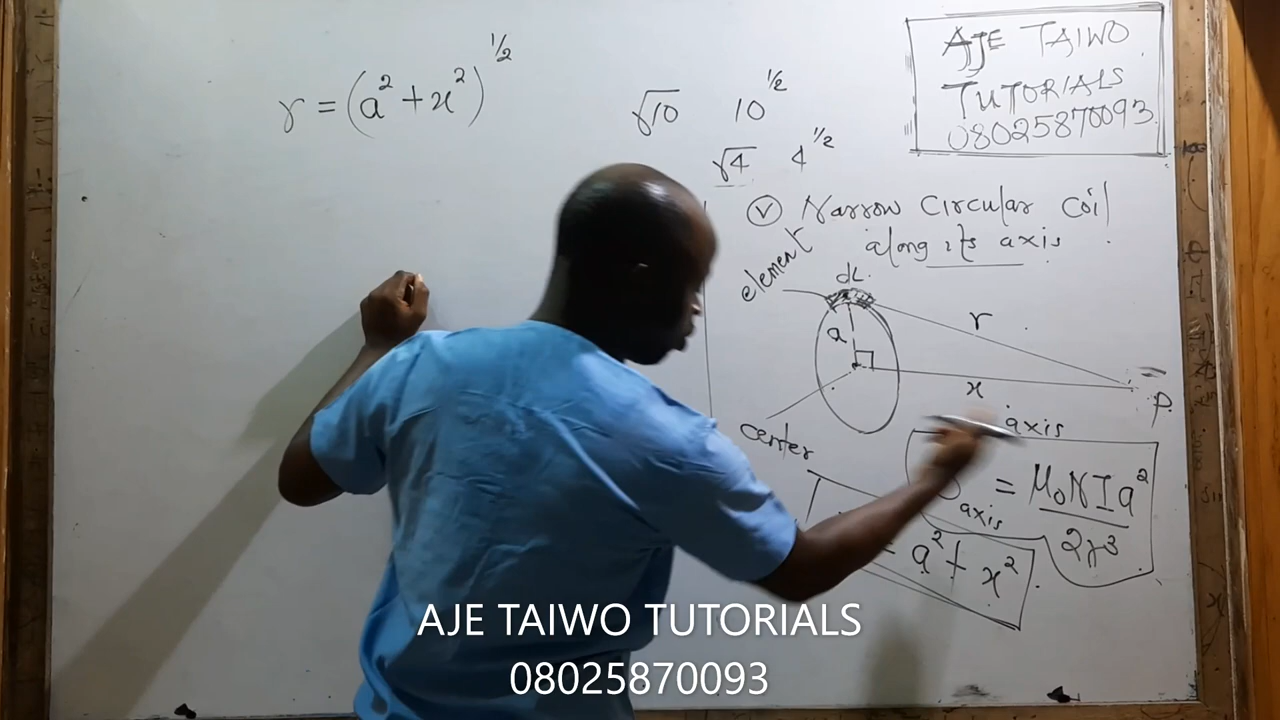 r = (a² + x²)^1/2
√10 10^1/2
√4 4^1/2
AJE TAIWO
TUTORIALS
08025870093
(v) Narrow Circular Coil
along its axis
element
dL
a
r
x
P
axis
center
axis = μ₀NIa² / 2r³
= a² + x²
AJE TAIWO TUTORIALS
08025870093